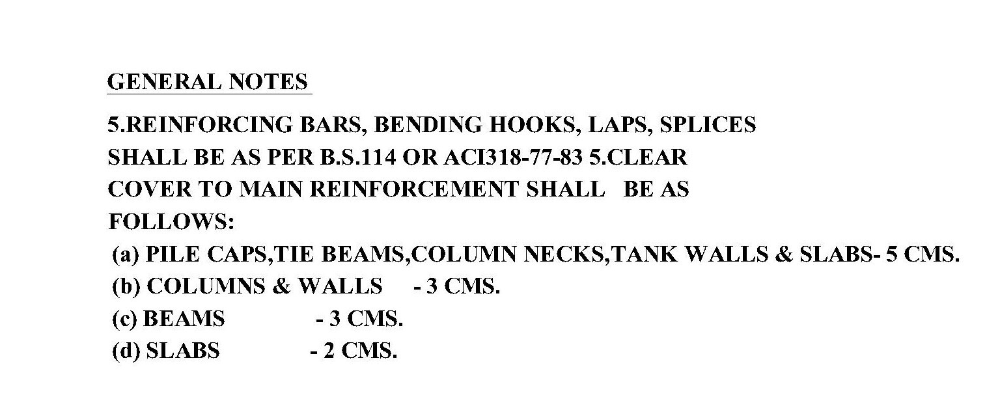 GENERAL NOTES
5.REINFORCING BARS, BENDING HOOKS, LAPS, SPLICES
SHALL BE AS PER B.S.114 OR ACI318-77-83 5.CLEAR
COVER TO MAIN REINFORCEMENT SHALL BE AS
FOLLOWS:
(a) PILE CAPS,TIE BEAMS,COLUMN NECKS,TANK WALLS & SLABS- 5 CMS.
(b) COLUMNS & WALLS - 3 CMS.
(c) BEAMS - 3 CMS.
(d) SLABS - 2 CMS.